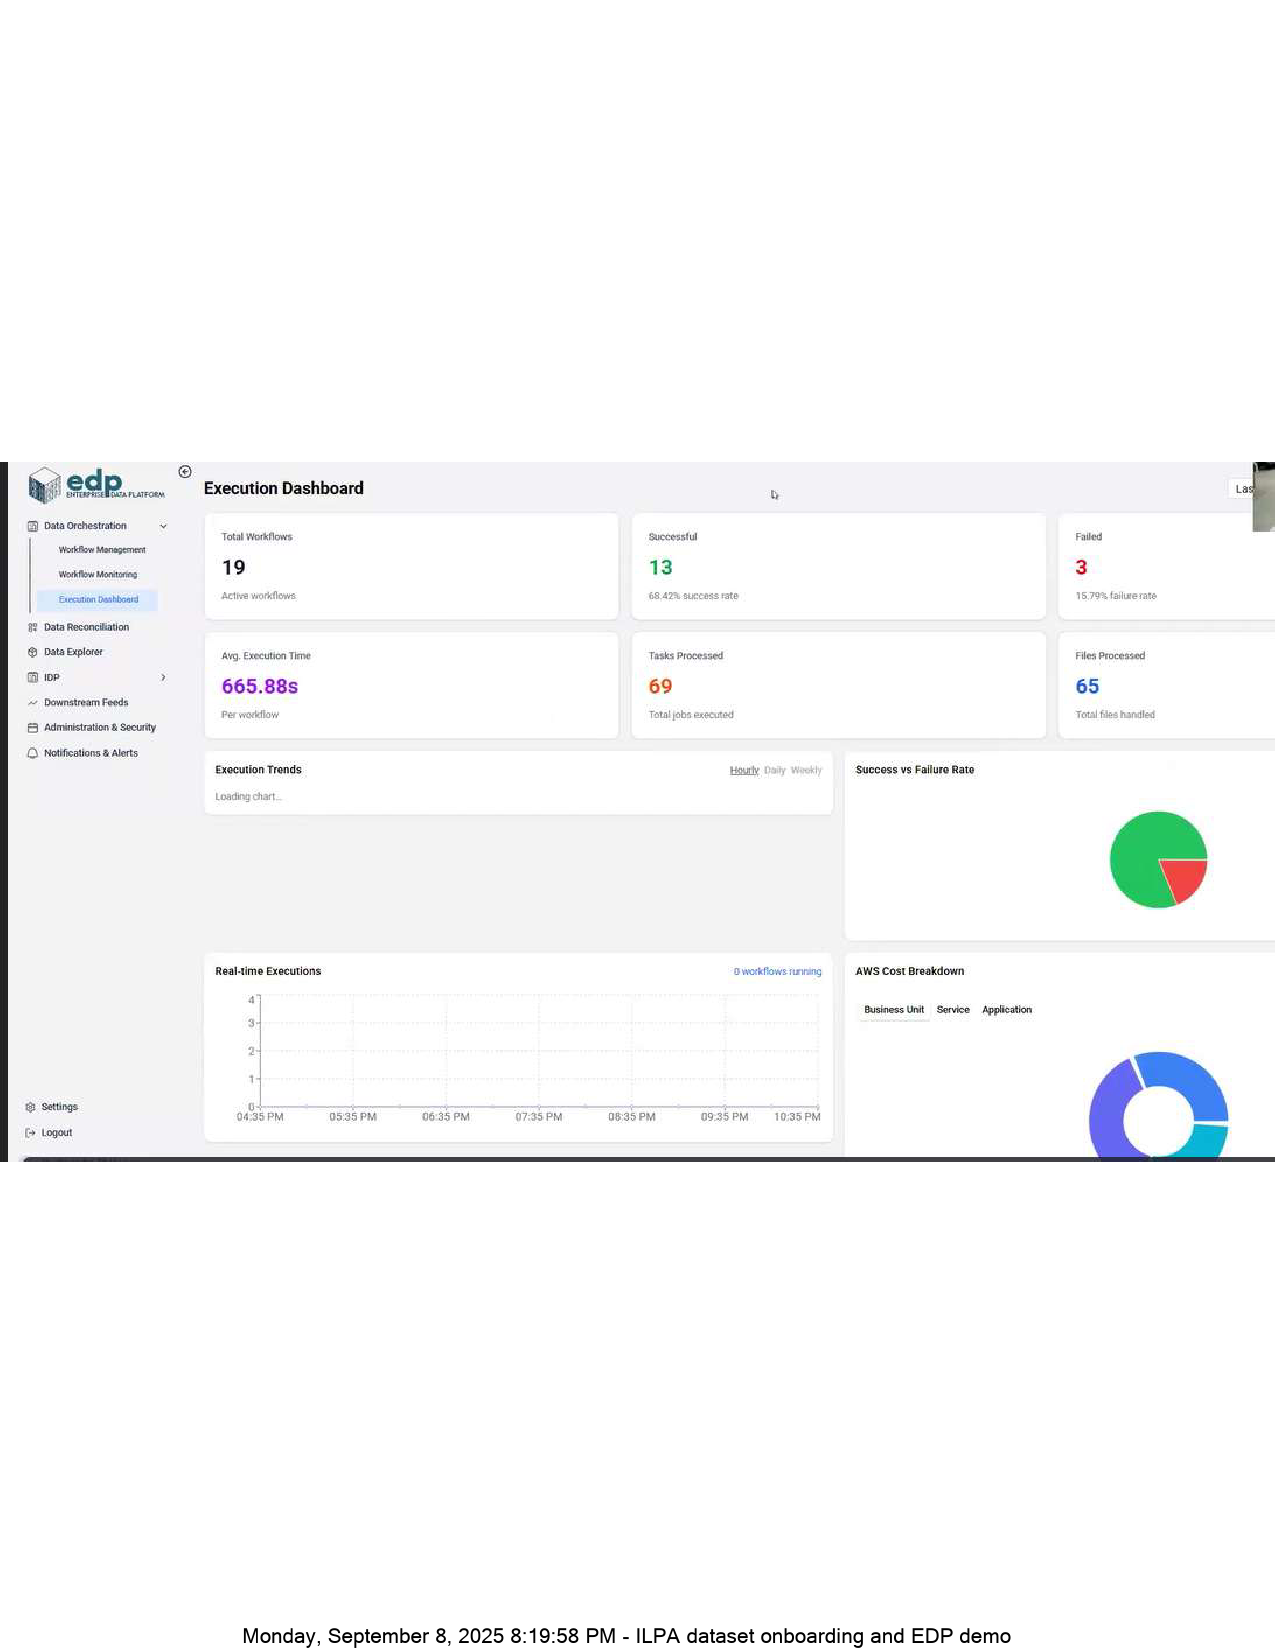 edp
ENTERPRISE DATA PLATFORM
Data Orchestration
Workflow Management
Workflow Monitoring
Execution Dashboard
Data Reconciliation
Data Explorer
IDP
Downstream Feeds
Administration & Security
Notifications & Alerts
Settings
Logout
Execution Dashboard
Las
Total Workflows
19
Active workflows
Successful
13
68.42% success rate
Failed
3
15.79% failure rate
Avg. Execution Time
665.88s
Per workflow
Tasks Processed
69
Total jobs executed
Files Processed
65
Total files handled
Execution Trends
Hourly Daily Weekly
Loading chart...
Success vs Failure Rate
Real-time Executions
0 workflows running
4
3
2
1
0
04:35 PM 05:35 PM 06:35 PM 07:35 PM 08:35 PM 09:35 PM 10:35 PM
AWS Cost Breakdown
Business Unit Service Application
Monday, September 8, 2025 8:19:58 PM - ILPA dataset onboarding and EDP demo